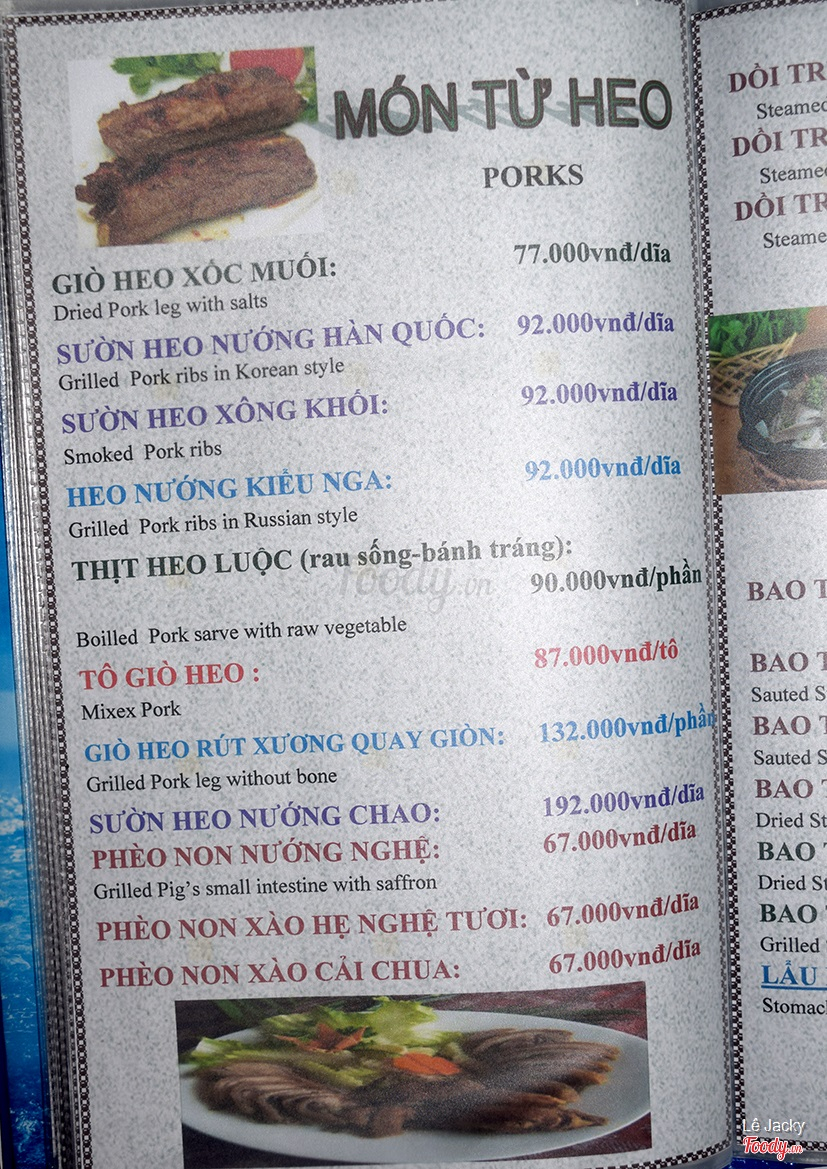 MÓN TỪ HEO
PORKS
GIÒ HEO XỐC MUỐI: 77.000vnđ/dĩa
Dried Pork leg with salts
SƯỜN HEO NƯỚNG HÀN QUỐC: 92.000vnđ/dĩa
Grilled Pork ribs in Korean style
SƯỜN HEO XÔNG KHÓI: 92.000vnđ/dĩa
Smoked Pork ribs
HEO NƯỚNG KIỂU NGA: 92.000vnđ/dĩa
Grilled Pork ribs in Russian style
THỊT HEO LUỘC (rau sống-bánh tráng):
90.000vnđ/phần
Boilled Pork sarve with raw vegetable
TÔ GIÒ HEO : 87.000vnđ/tô
Mixex Pork
GIÒ HEO RÚT XƯƠNG QUAY GIÒN: 132.000vnđ/phần
Grilled Pork leg without bone
SƯỜN HEO NƯỚNG CHAO: 192.000vnđ/dĩa
PHÈO NON NƯỚNG NGHỆ: 67.000vnđ/dĩa
Grilled Pig's small intestine with saffron
PHÈO NON XÀO HẸ NGHỆ TƯƠI: 67.000vnđ/dĩa
PHÈO NON XÀO CẢI CHUA: 67.000vnđ/dĩa
DỒI TR
Steamed
DỒI TR
Steamed
DỒI TR
Steame
BAO T
BAO T
Sauted S
BAO T
Sauted S
BAO T
Dried St
BAO T
Dried St
BAO T
Grilled
LẨU
Stomac
Foody.vn
Lê Jacky
Foody.vn